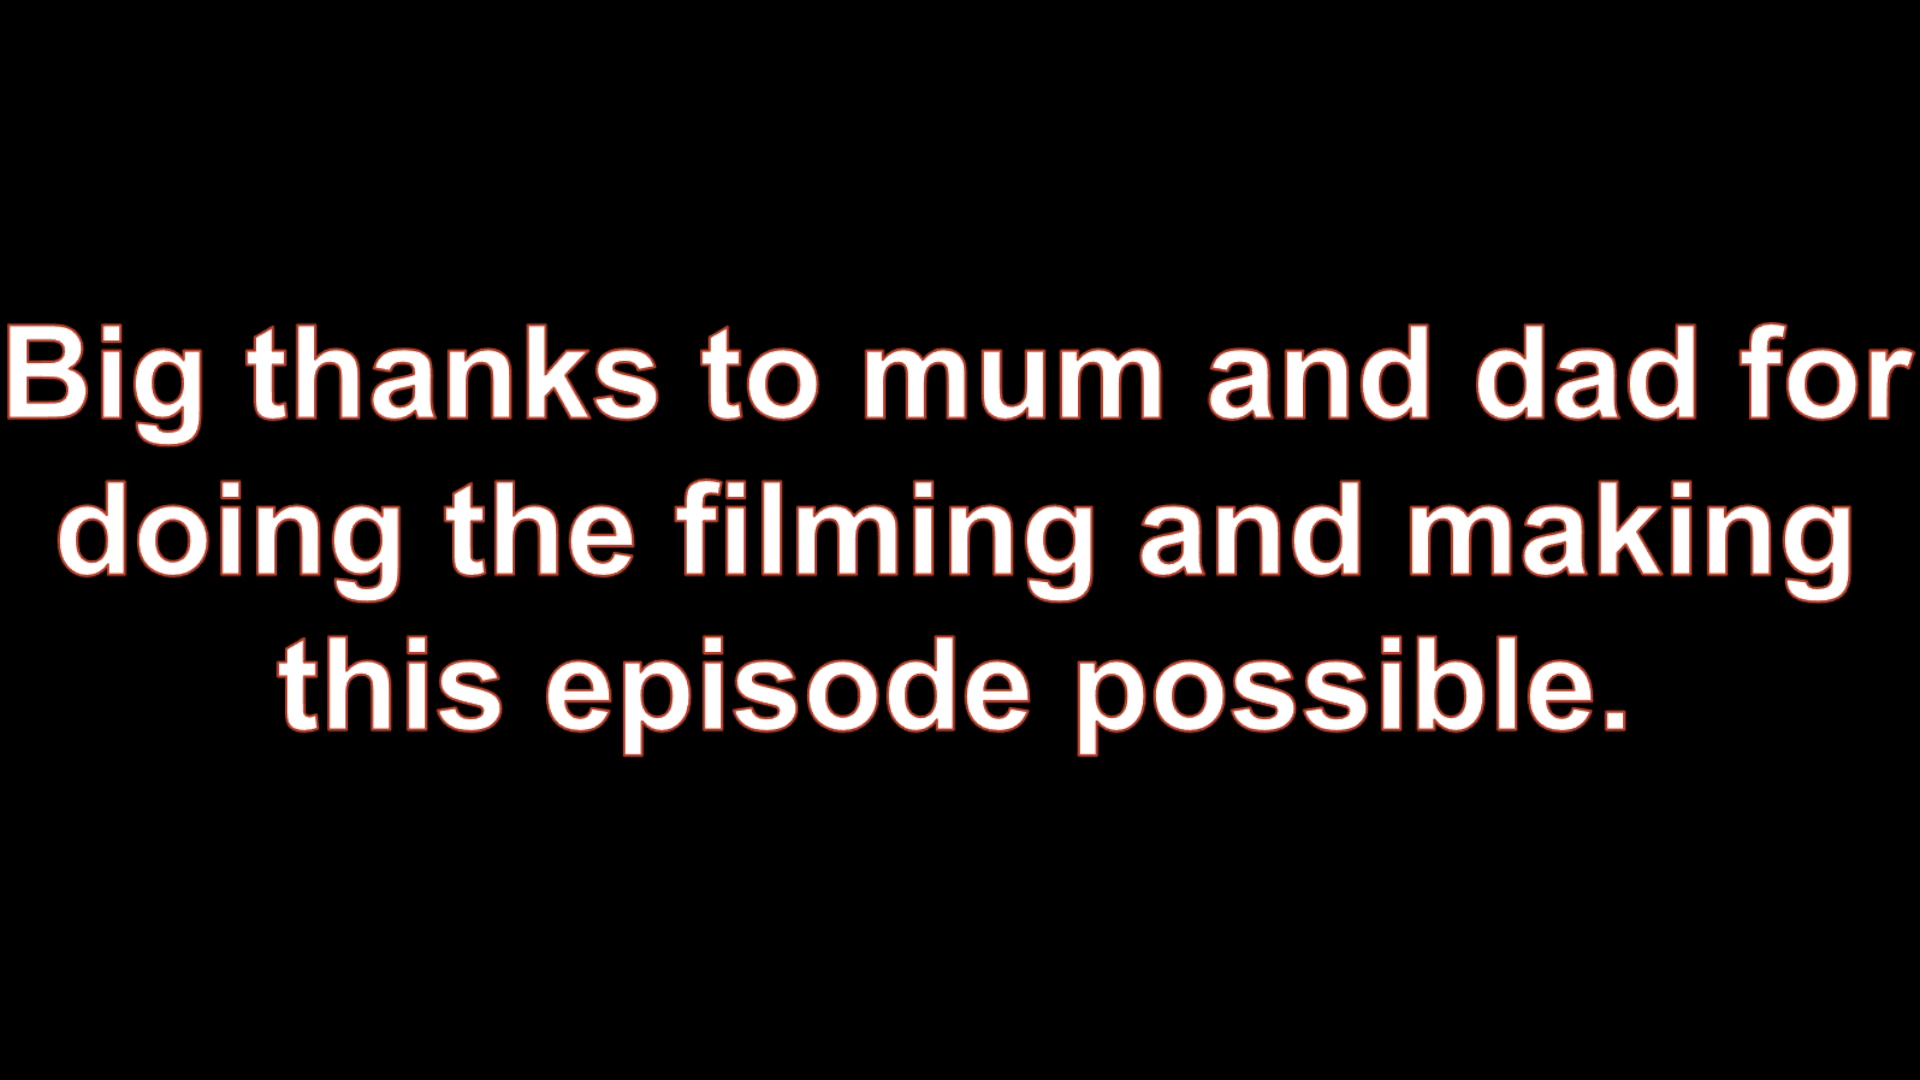 Big thanks to mum and dad for
doing the filming and making
this episode possible.